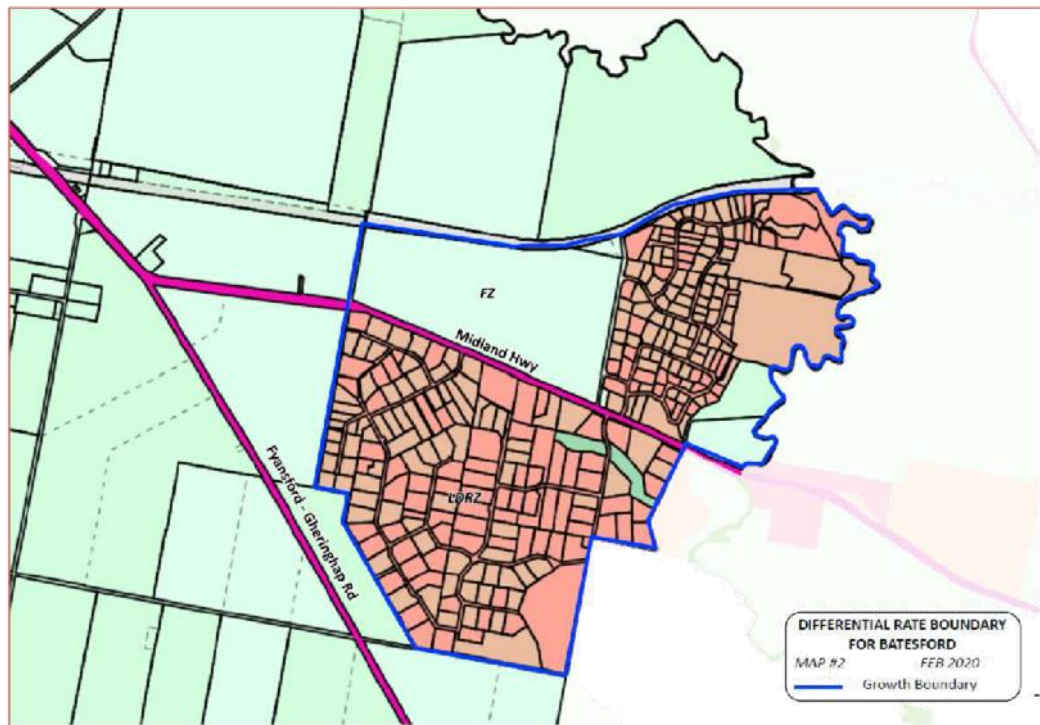 FZ
Midland Hwy
LDRZ
Fyansford - Gheringhap Rd
DIFFERENTIAL RATE BOUNDARY
FOR BATESFORD
MAP #2 FEB 2020
Growth Boundary